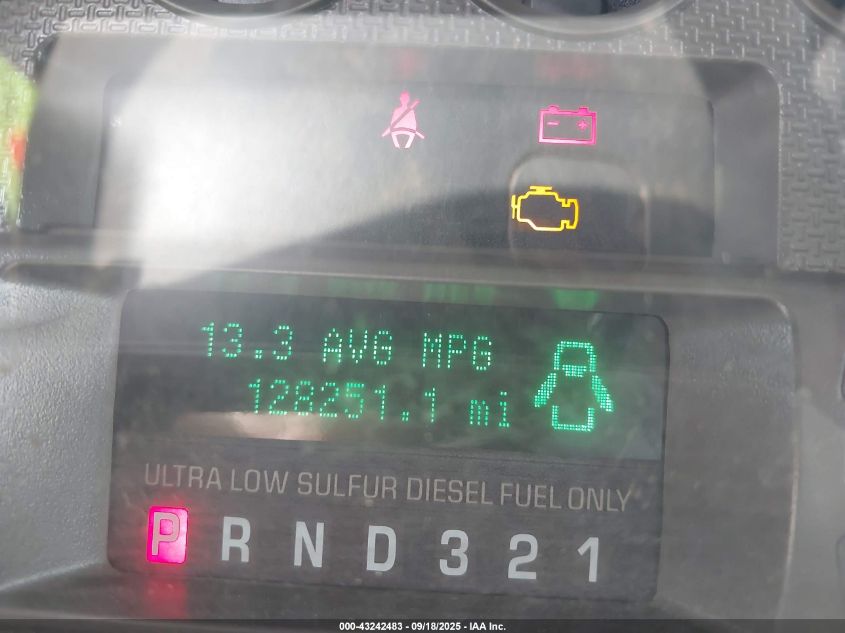 13.3 AVG MPG
128251.1 mi
ULTRA LOW SULFUR DIESEL FUEL ONLY
P R N D 3 2 1
000-43242483 - 09/18/2025 - IAA Inc.